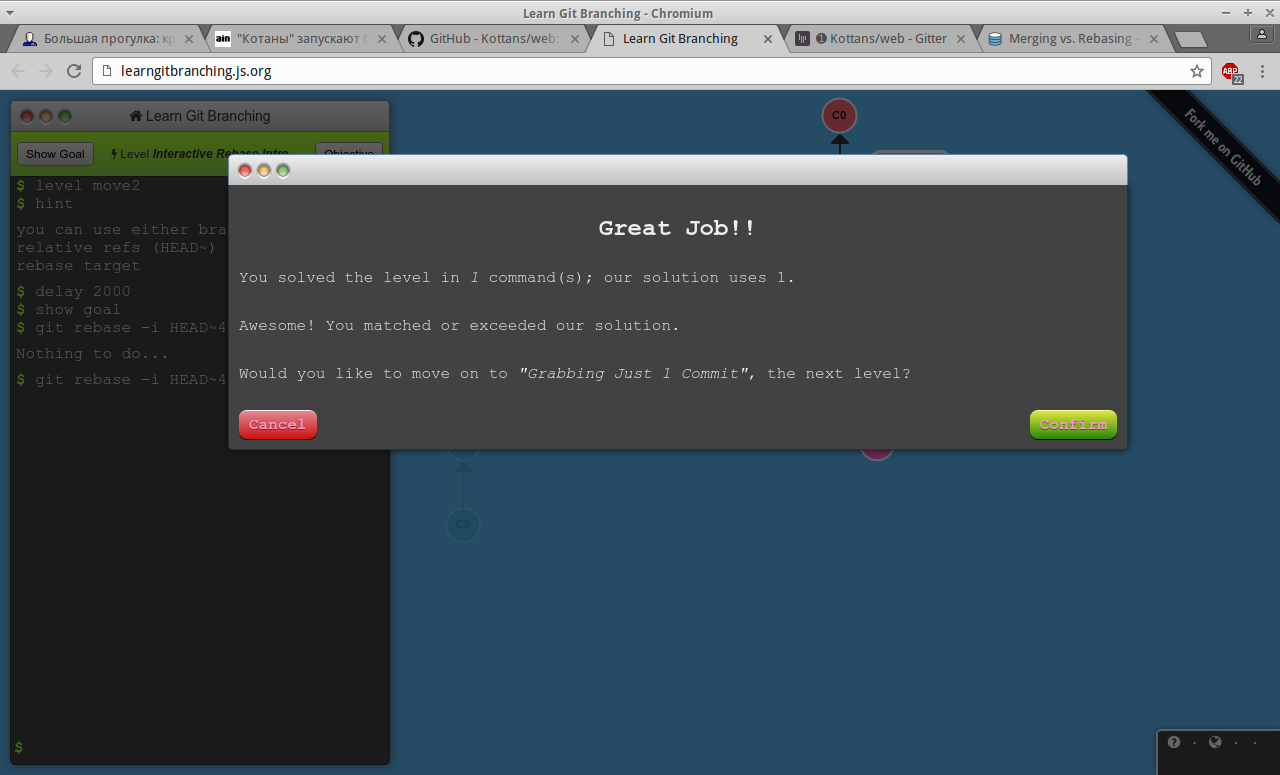 Learn Git Branching - Chromium
Большая прогулка: кр
"Котаны" запускают б
GitHub - Kottans/web:
Learn Git Branching
Kottans/web - Gitter
Merging vs. Rebasing -
learngitbranching.js.org
ABP
22
Learn Git Branching
Show Goal
Level Interactive Rebase Intro
Objective
$ level move2
$ hint
you can use either bra
relative refs (HEAD~)
rebase target
$ delay 2000
$ show goal
$ git rebase -i HEAD~4
Nothing to do...
$ git rebase -i HEAD~4
$
C0
Fork me on GitHub
Great Job!!
You solved the level in 1 command(s); our solution uses 1.
Awesome! You matched or exceeded our solution.
Would you like to move on to "Grabbing Just 1 Commit", the next level?
Cancel
Confirm
C5